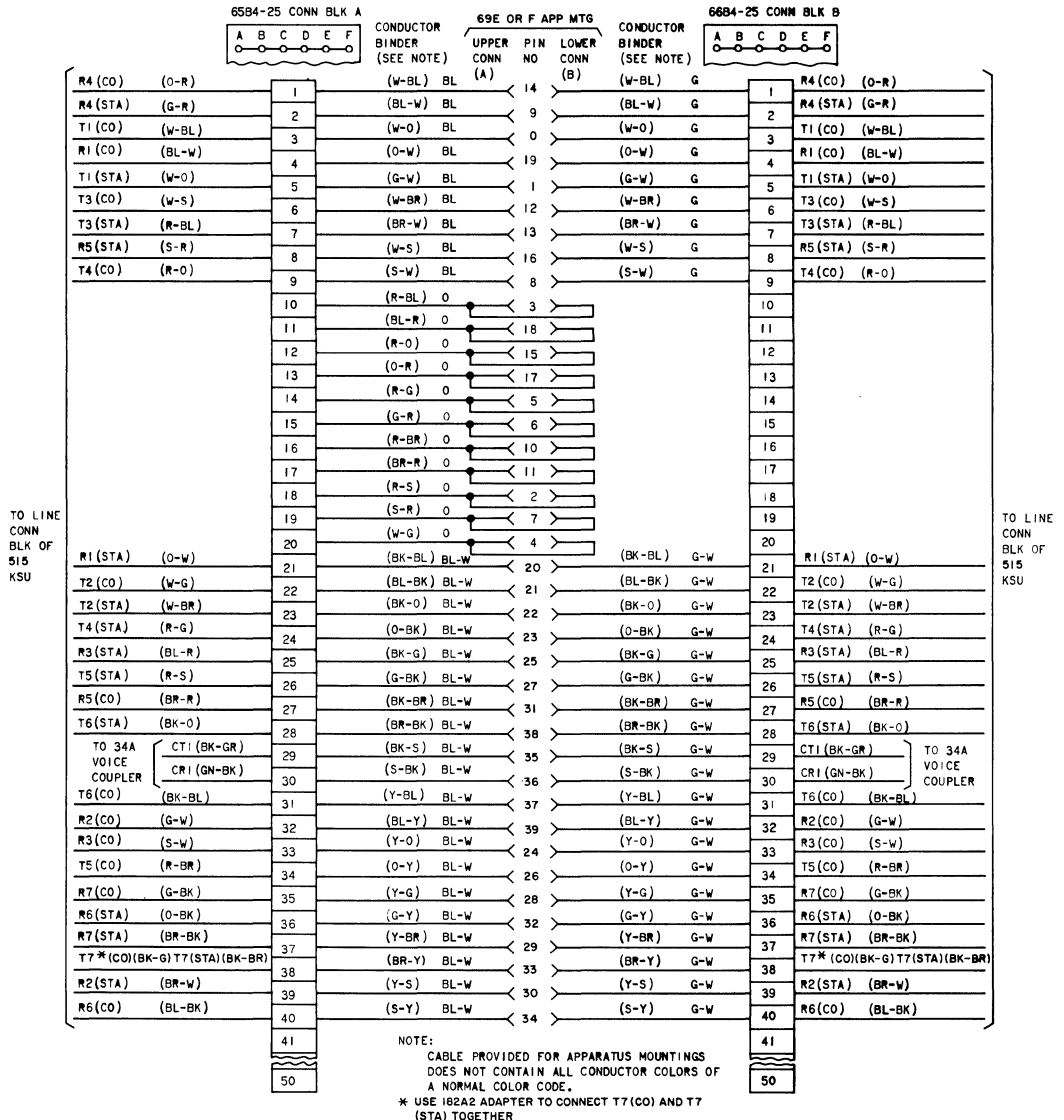 65B4-25 CONN BLK A
69E OR F APP MTG
66B4-25 CONN BLK B
A B C D E F
CONDUCTOR BINDER (SEE NOTE)
UPPER CONN (A)
PIN NO
LOWER CONN (B)
CONDUCTOR BINDER (SEE NOTE)
A B C D E F
R4(CO) (O-R) 1 (W-BL) BL 14 (W-BL) G 1 R4(CO) (O-R)
R4(STA) (G-R) 2 (BL-W) BL 9 (BL-W) G 2 R4(STA) (G-R)
T1(CO) (W-BL) 3 (W-O) BL 0 (W-O) G 3 T1(CO) (W-BL)
R1(CO) (BL-W) 4 (O-W) BL 19 (O-W) G 4 R1(CO) (BL-W)
T1(STA) (W-O) 5 (G-W) BL 1 (G-W) G 5 T1(STA) (W-O)
T3(CO) (W-S) 6 (W-BR) BL 12 (W-BR) G 6 T3(CO) (W-S)
T3(STA) (R-BL) 7 (BR-W) BL 13 (BR-W) G 7 T3(STA) (R-BL)
R5(STA) (S-R) 8 (W-S) BL 16 (W-S) G 8 R5(STA) (S-R)
T4(CO) (R-O) 9 (S-W) BL 8 (S-W) G 9 T4(CO) (R-O)
10 (R-BL) O 3 10
11 (BL-R) O 18 11
12 (R-O) O 15 12
13 (O-R) O 17 13
14 (R-G) O 5 14
15 (G-R) O 6 15
16 (R-BR) O 10 16
17 (BR-R) O 11 17
18 (R-S) O 2 18
19 (S-R) O 7 19
20 (W-G) O 4 20
TO LINE CONN BLK OF 515 KSU
TO LINE CONN BLK OF 515 KSU
R1(STA) (O-W) 21 (BK-BL) BL-W 20 (BK-BL) G-W 21 R1(STA) (O-W)
T2(CO) (W-G) 22 (BL-BK) BL-W 21 (BL-BK) G-W 22 T2(CO) (W-G)
T2(STA) (W-BR) 23 (BK-O) BL-W 22 (BK-O) G-W 23 T2(STA) (W-BR)
T4(STA) (R-G) 24 (O-BK) BL-W 23 (O-BK) G-W 24 T4(STA) (R-G)
R3(STA) (BL-R) 25 (BK-G) BL-W 25 (BK-G) G-W 25 R3(STA) (BL-R)
T5(STA) (R-S) 26 (G-BK) BL-W 27 (G-BK) G-W 26 T5(STA) (R-S)
R5(CO) (BR-R) 27 (BK-BR) BL-W 31 (BK-BR) G-W 27 R5(CO) (BR-R)
T6(STA) (BK-O) 28 (BR-BK) BL-W 38 (BR-BK) G-W 28 T6(STA) (BK-O)
TO 34A VOICE COUPLER
CT1(BK-GR) 29 (BK-S) BL-W 35 (BK-S) G-W 29 CT1(BK-GR)
CR1(GN-BK) 30 (S-BK) BL-W 36 (S-BK) G-W 30 CR1(GN-BK)
TO 34A VOICE COUPLER
T6(CO) (BK-BL) 31 (Y-BL) BL-W 37 (Y-BL) G-W 31 T6(CO) (BK-BL)
R2(CO) (G-W) 32 (BL-Y) BL-W 39 (BL-Y) G-W 32 R2(CO) (G-W)
R3(CO) (S-W) 33 (Y-O) BL-W 24 (Y-O) G-W 33 R3(CO) (S-W)
T5(CO) (R-BR) 34 (O-Y) BL-W 26 (O-Y) G-W 34 T5(CO) (R-BR)
R7(CO) (G-BK) 35 (Y-G) BL-W 28 (Y-G) G-W 35 R7(CO) (G-BK)
R6(STA) (O-BK) 36 (G-Y) BL-W 32 (G-Y) G-W 36 R6(STA) (O-BK)
R7(STA) (BR-BK) 37 (Y-BR) BL-W 29 (Y-BR) G-W 37 R7(STA) (BR-BK)
T7*(CO)(BK-G)T7(STA)(BK-BR) 38 (BR-Y) BL-W 33 (BR-Y) G-W 38 T7*(CO)(BK-G)T7(STA)(BK-BR)
R2(STA) (BR-W) 39 (Y-S) BL-W 30 (Y-S) G-W 39 R2(STA) (BR-W)
R6(CO) (BL-BK) 40 (S-Y) BL-W 34 (S-Y) G-W 40 R6(CO) (BL-BK)
41 41
50 50
NOTE:
CABLE PROVIDED FOR APPARATUS MOUNTINGS
DOES NOT CONTAIN ALL CONDUCTOR COLORS OF
A NORMAL COLOR CODE.
* USE 182A2 ADAPTER TO CONNECT T7(CO) AND T7
(STA) TOGETHER